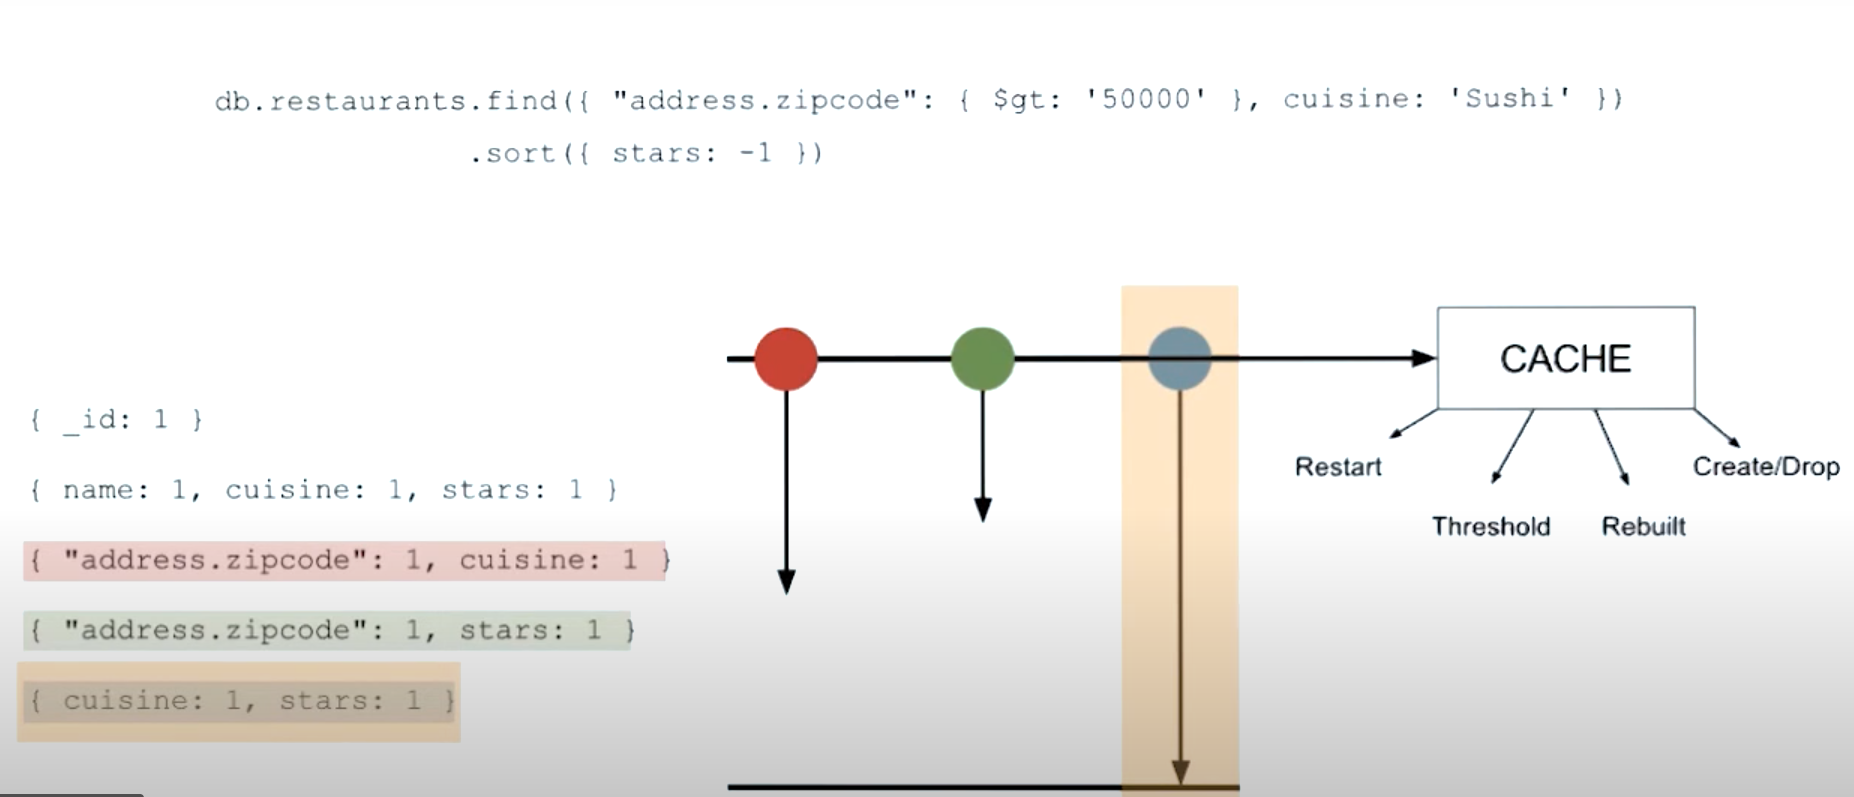 db.restaurants.find({ "address.zipcode": { $gt: '50000' }, cuisine: 'Sushi' })
.sort({ stars: -1 })
CACHE
{ _id: 1 }
Restart
Create/Drop
{ name: 1, cuisine: 1, stars: 1 }
Threshold
Rebuilt
{ "address.zipcode": 1, cuisine: 1 }
{ "address.zipcode": 1, stars: 1 }
{ cuisine: 1, stars: 1 }